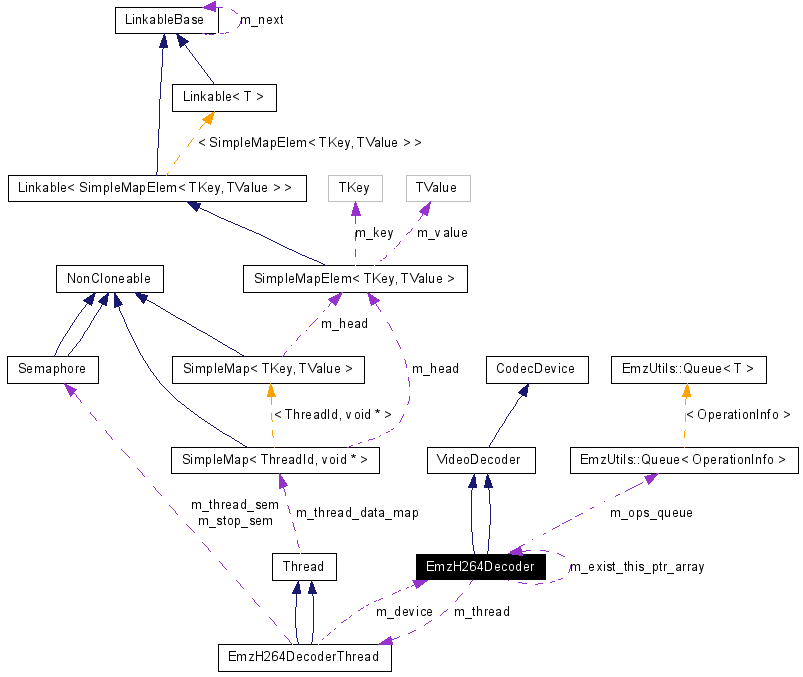 LinkableBase
m_next
Linkable< T >
< SimpleMapElem< TKey, TValue > >
Linkable< SimpleMapElem< TKey, TValue > >
TKey
TValue
m_key
m_value
NonCloneable
SimpleMapElem< TKey, TValue >
m_head
Semaphore
SimpleMap< TKey, TValue >
m_head
CodecDevice
EmzUtils::Queue< T >
< ThreadId, void * >
< OperationInfo >
SimpleMap< ThreadId, void * >
VideoDecoder
EmzUtils::Queue< OperationInfo >
m_thread_sem
m_stop_sem
m_thread_data_map
m_ops_queue
Thread
EmzH264Decoder
m_exist_this_ptr_array
m_device
m_thread
EmzH264DecoderThread